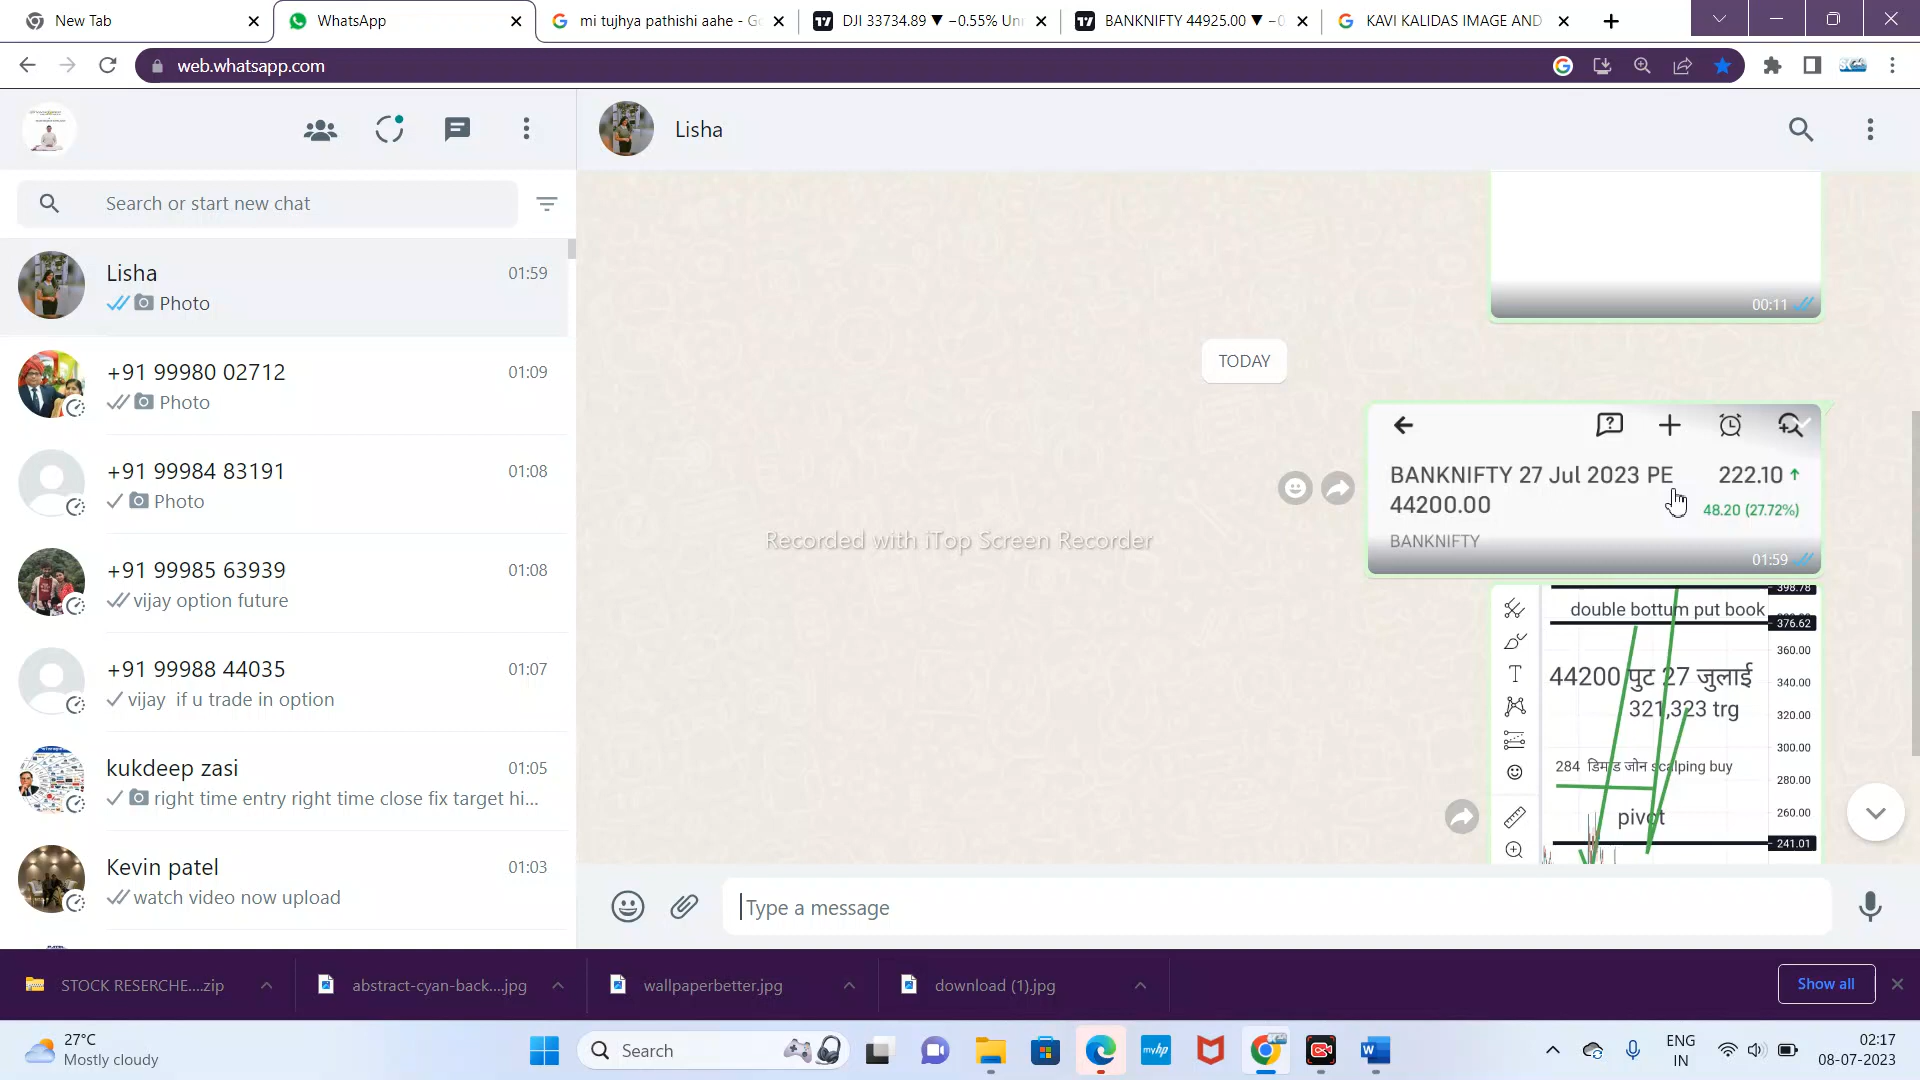 New Tab
WhatsApp
mi tujhya pathishi aahe - Go
DJI 33734.89 ▼ −0.55% Un
BANKNIFTY 44925.00 ▼ −0
KAVI KALIDAS IMAGE AND
web.whatsapp.com
Lisha
Search or start new chat
Lisha 01:59
Photo
+91 99980 02712 01:09
Photo
+91 99984 83191 01:08
Photo
+91 99985 63939 01:08
vijay option future
+91 99988 44035 01:07
vijay if u trade in option
kukdeep zasi 01:05
right time entry right time close fix target hi...
Kevin patel 01:03
watch video now upload
00:11
TODAY
BANKNIFTY 27 Jul 2023 PE 222.10 ↑
44200.00 48.20 (27.72%)
BANKNIFTY
01:59
Recorded with iTop Screen Recorder
398.78
double bottum put book
376.62
360.00
44200 पुट 27 जुलाई
340.00
321,323 trg
320.00
300.00
284 डिमांड जोन scalping buy
280.00
pivot
260.00
241.01
Type a message
STOCK RESERCHE....zip
abstract-cyan-back....jpg
wallpaperbetter.jpg
download (1).jpg
Show all
27°C
Mostly cloudy
Search
ENG
IN
02:17
08-07-2023